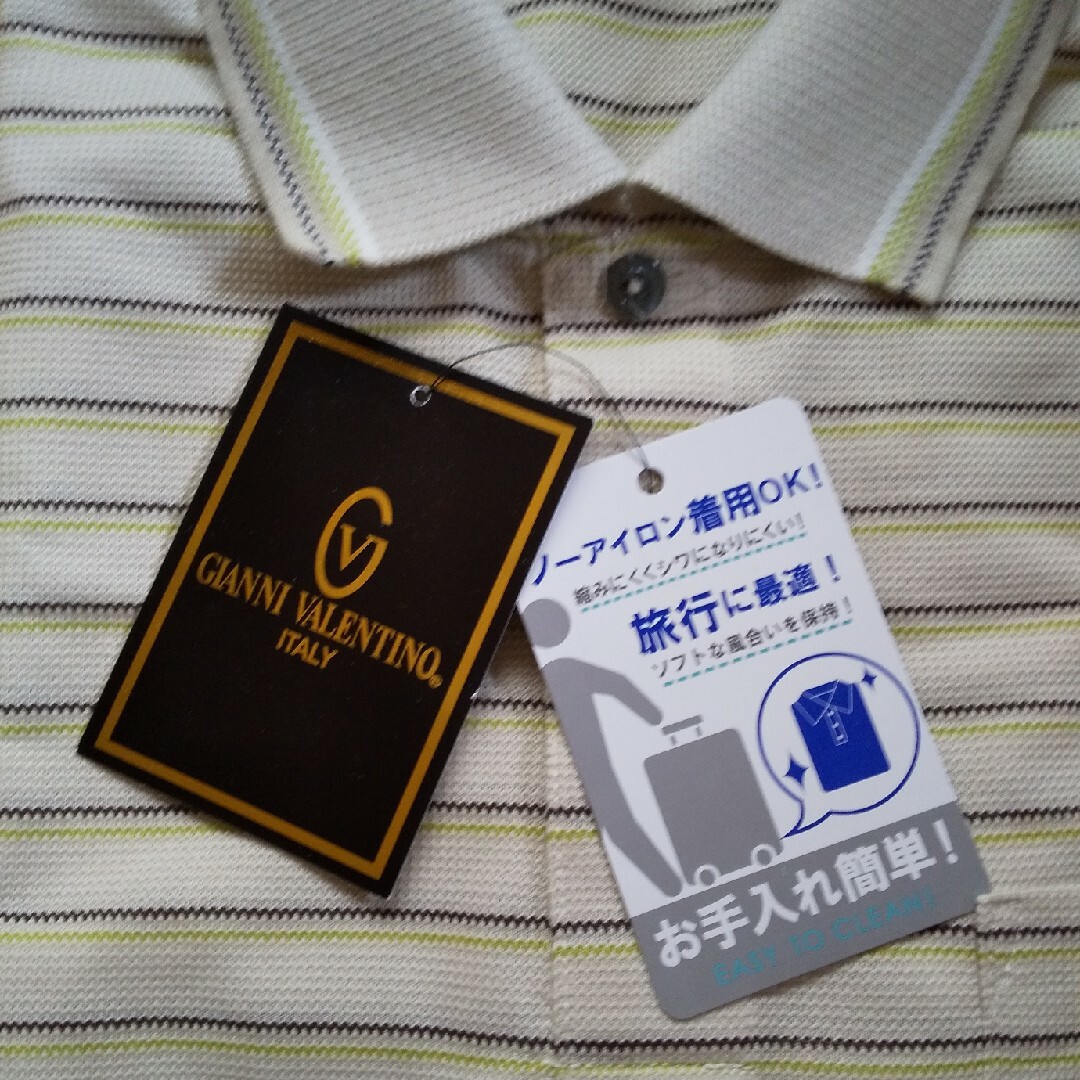 GV
GIANNI VALENTINO®
ITALY
ノーアイロン着用OK!
縮みにくくシワになりにくい!
旅行に最適!
ソフトな風合いを保持!
お手入れ簡単!
EASY TO CLEAN!